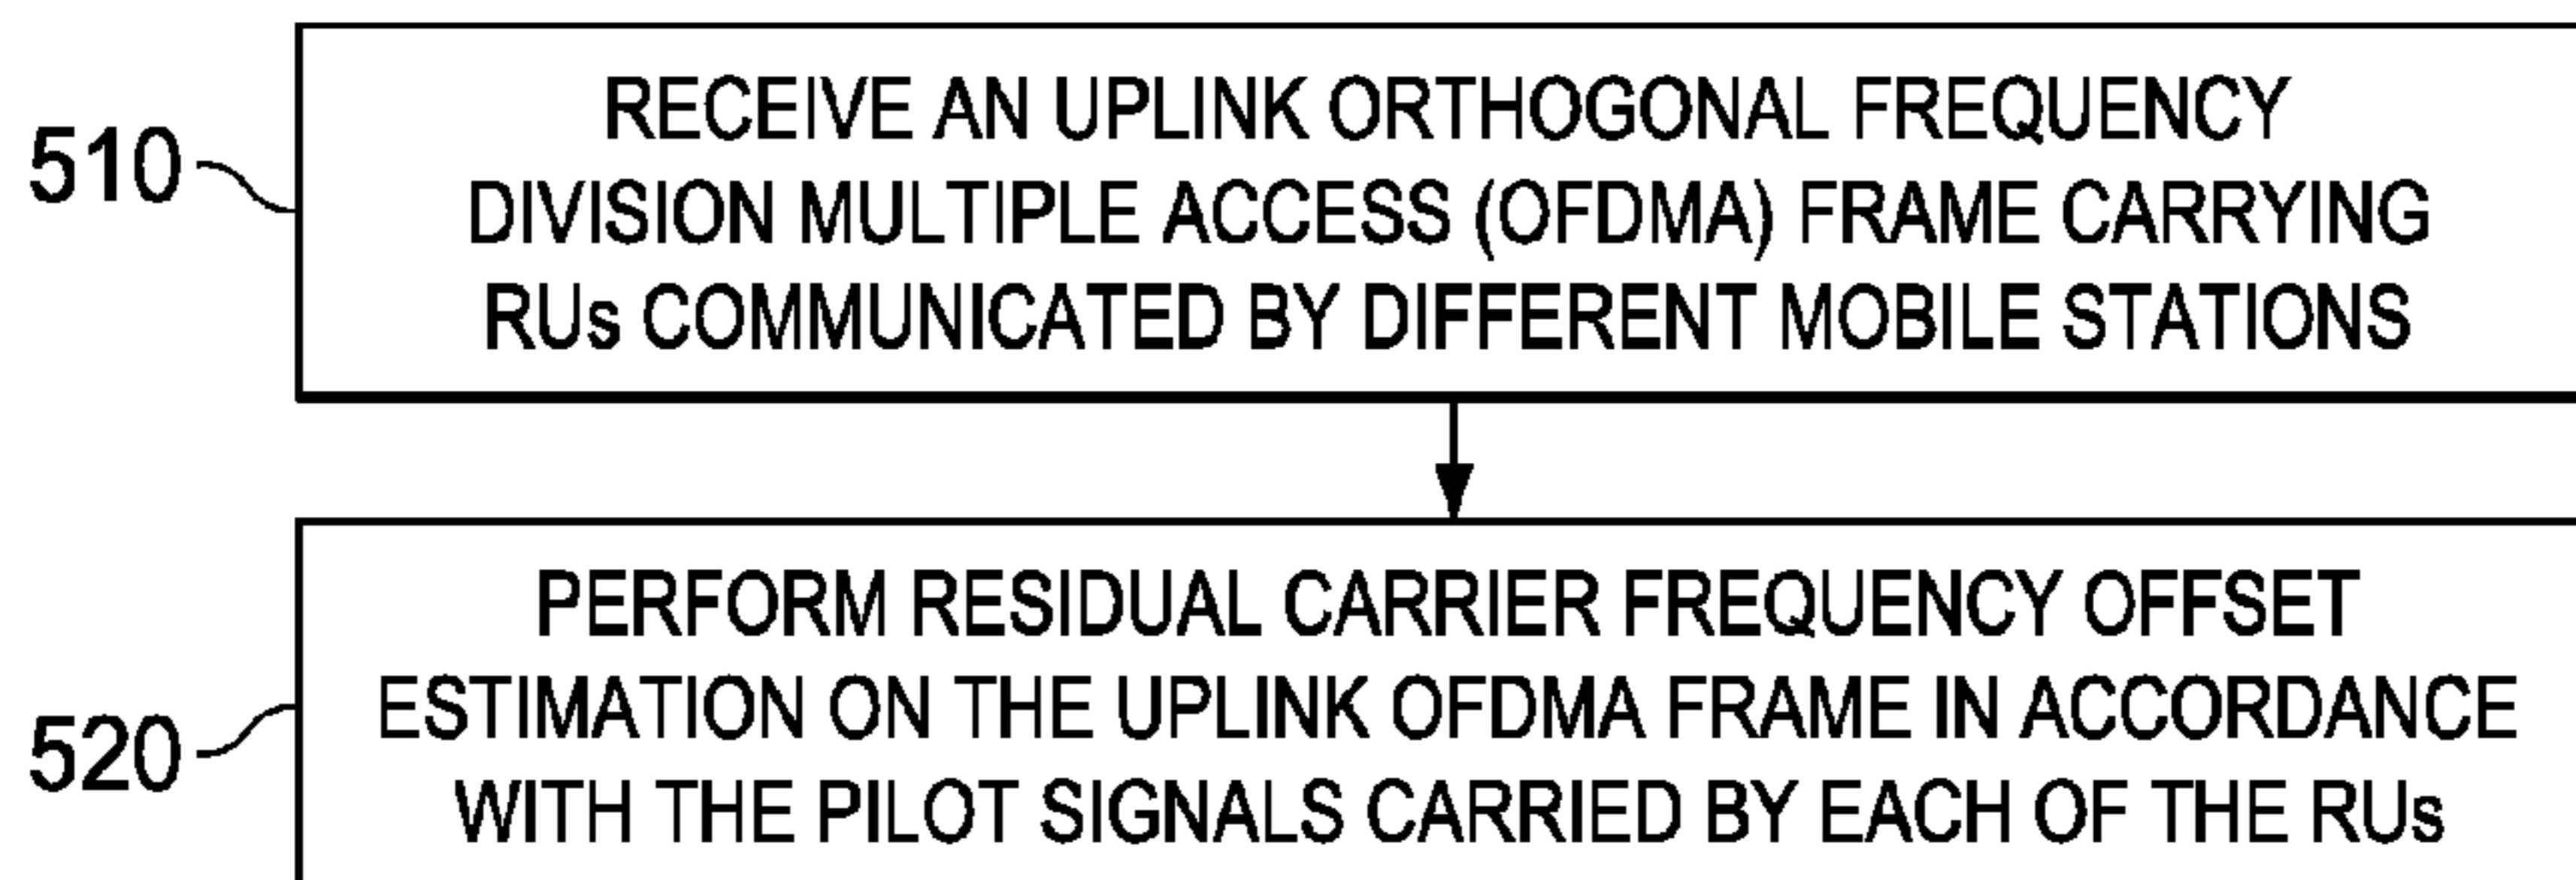 510
RECEIVE AN UPLINK ORTHOGONAL FREQUENCY
DIVISION MULTIPLE ACCESS (OFDMA) FRAME CARRYING
RUs COMMUNICATED BY DIFFERENT MOBILE STATIONS
520
PERFORM RESIDUAL CARRIER FREQUENCY OFFSET
ESTIMATION ON THE UPLINK OFDMA FRAME IN ACCORDANCE
WITH THE PILOT SIGNALS CARRIED BY EACH OF THE RUs